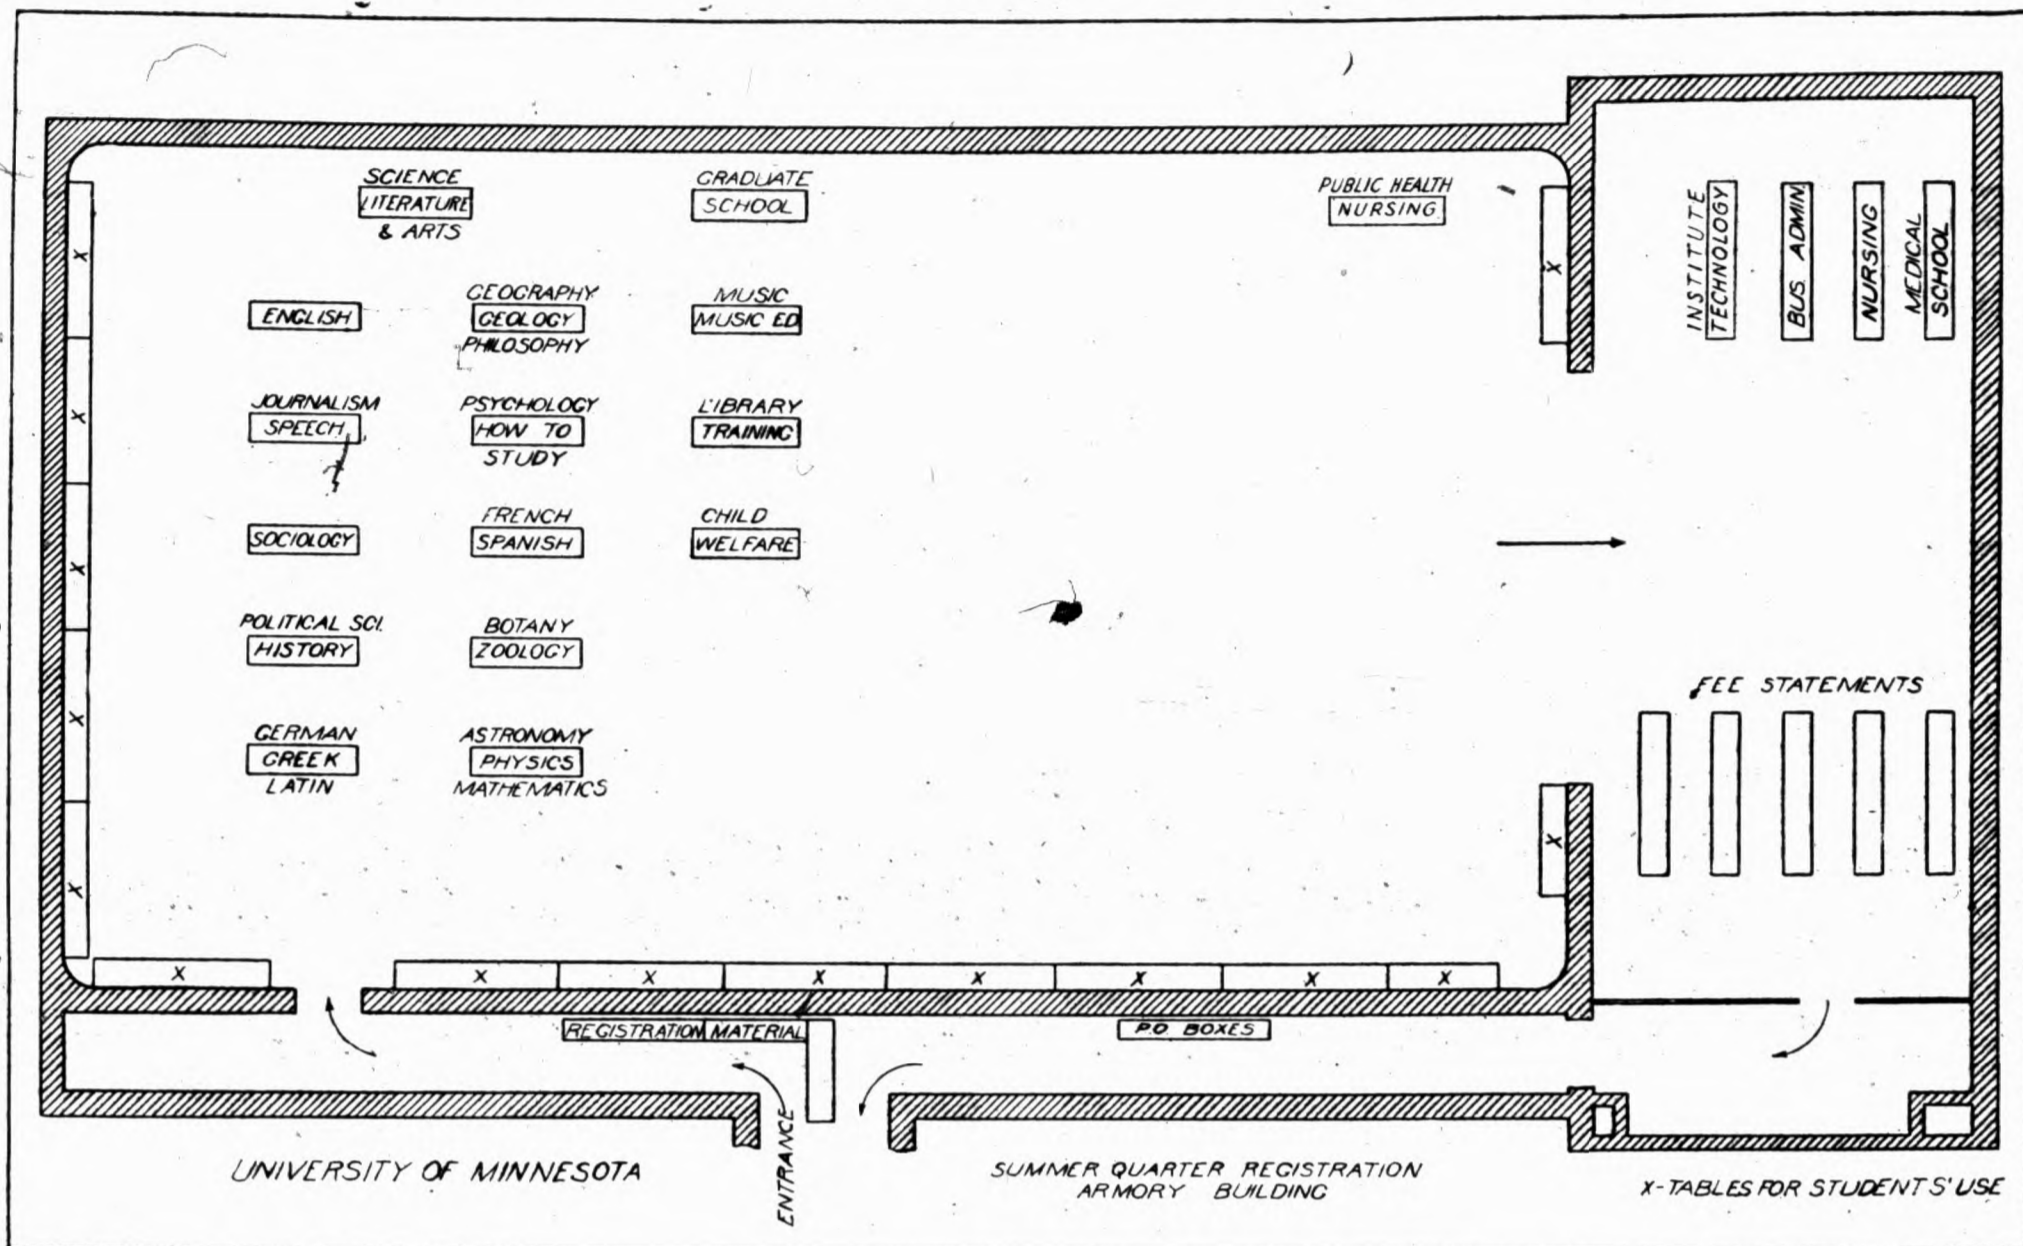 SCIENCE
LITERATURE
& ARTS
GRADUATE
SCHOOL
PUBLIC HEALTH
NURSING
INSTITUTE
TECHNOLOGY
BUS. ADMIN.
NURSING
MEDICAL
SCHOOL
X
X
ENGLISH
GEOGRAPHY
GEOLOGY
PHILOSOPHY
MUSIC
MUSIC ED.
X
JOURNALISM
SPEECH
PSYCHOLOGY
HOW TO
STUDY
LIBRARY
TRAINING
X
SOCIOLOGY
FRENCH
SPANISH
CHILD
WELFARE
POLITICAL SCI.
HISTORY
BOTANY
ZOOLOGY
X
GERMAN
GREEK
LATIN
ASTRONOMY
PHYSICS
MATHEMATICS
FEE STATEMENTS
X
X
X
X
X
X
X
X
X
X
REGISTRATION MATERIAL
P.O. BOXES
ENTRANCE
UNIVERSITY OF MINNESOTA
SUMMER QUARTER REGISTRATION
ARMORY BUILDING
X-TABLES FOR STUDENTS' USE